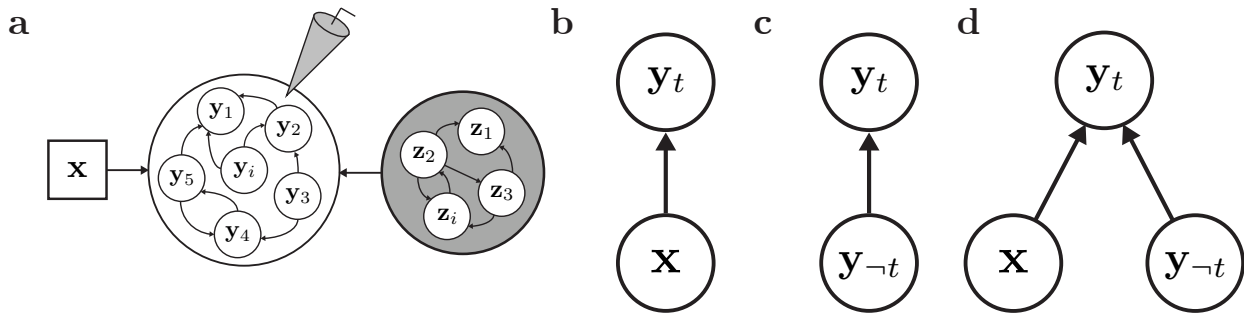 a
b
c
d
x
y₁
y₂
yᵢ
y₅
y₃
y₄
z₁
z₂
z₃
zᵢ
yₜ
x
yₜ
y¬ₜ
yₜ
x
y¬ₜ